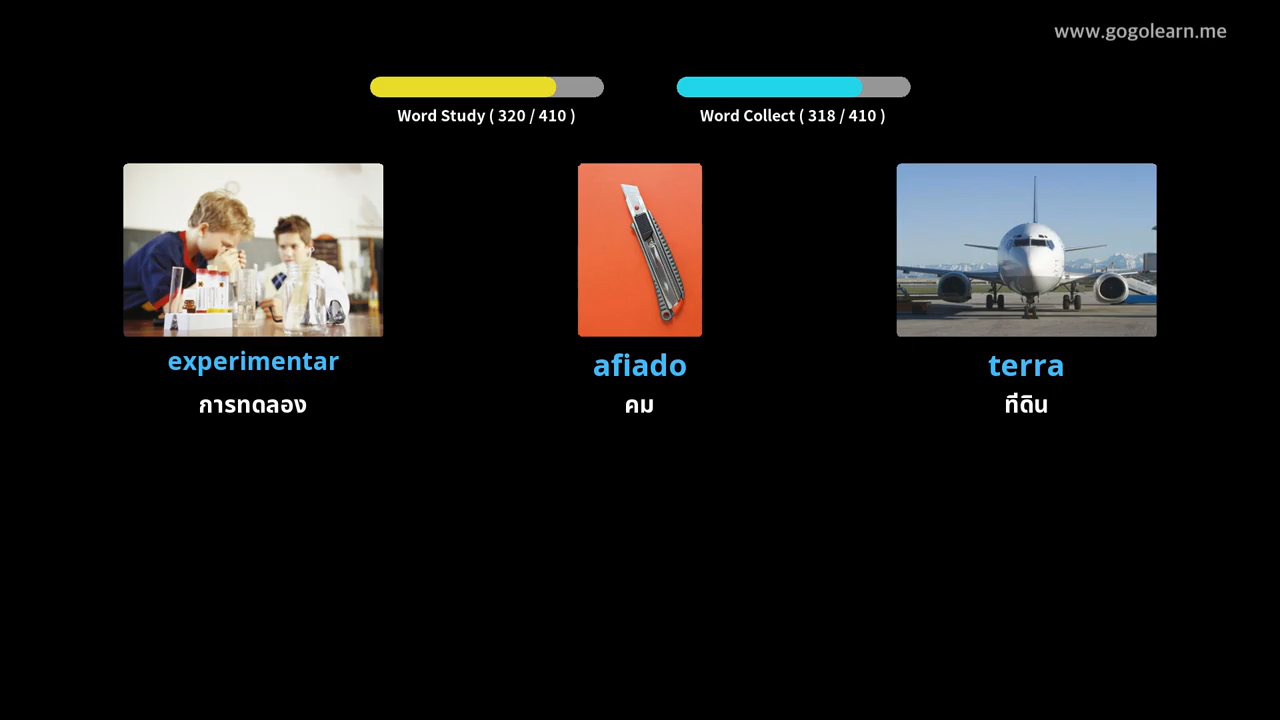 www.gogolearn.me
Word Study ( 320 / 410 )
Word Collect ( 318 / 410 )
experimentar
afiado
terra
การทดลอง
คม
ที่ดิน